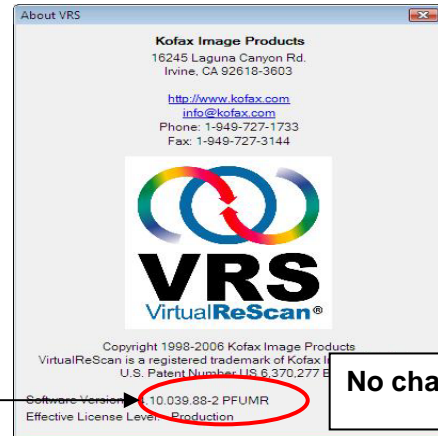 About VRS
Kofax Image Products
16245 Laguna Canyon Rd.
Irvine, CA 92618-3603
http://www.kofax.com
info@kofax.com
Phone: 1-949-727-1733
Fax: 1-949-727-3144
VRS
VirtualReScan®
Copyright 1998-2006 Kofax Image Products
VirtualReScan is a registered trademark of Kofax
U.S. Patent Number US 6,370,277
No cha
Software Version .10.039.88-2 PFUMR
Effective License Level: Production